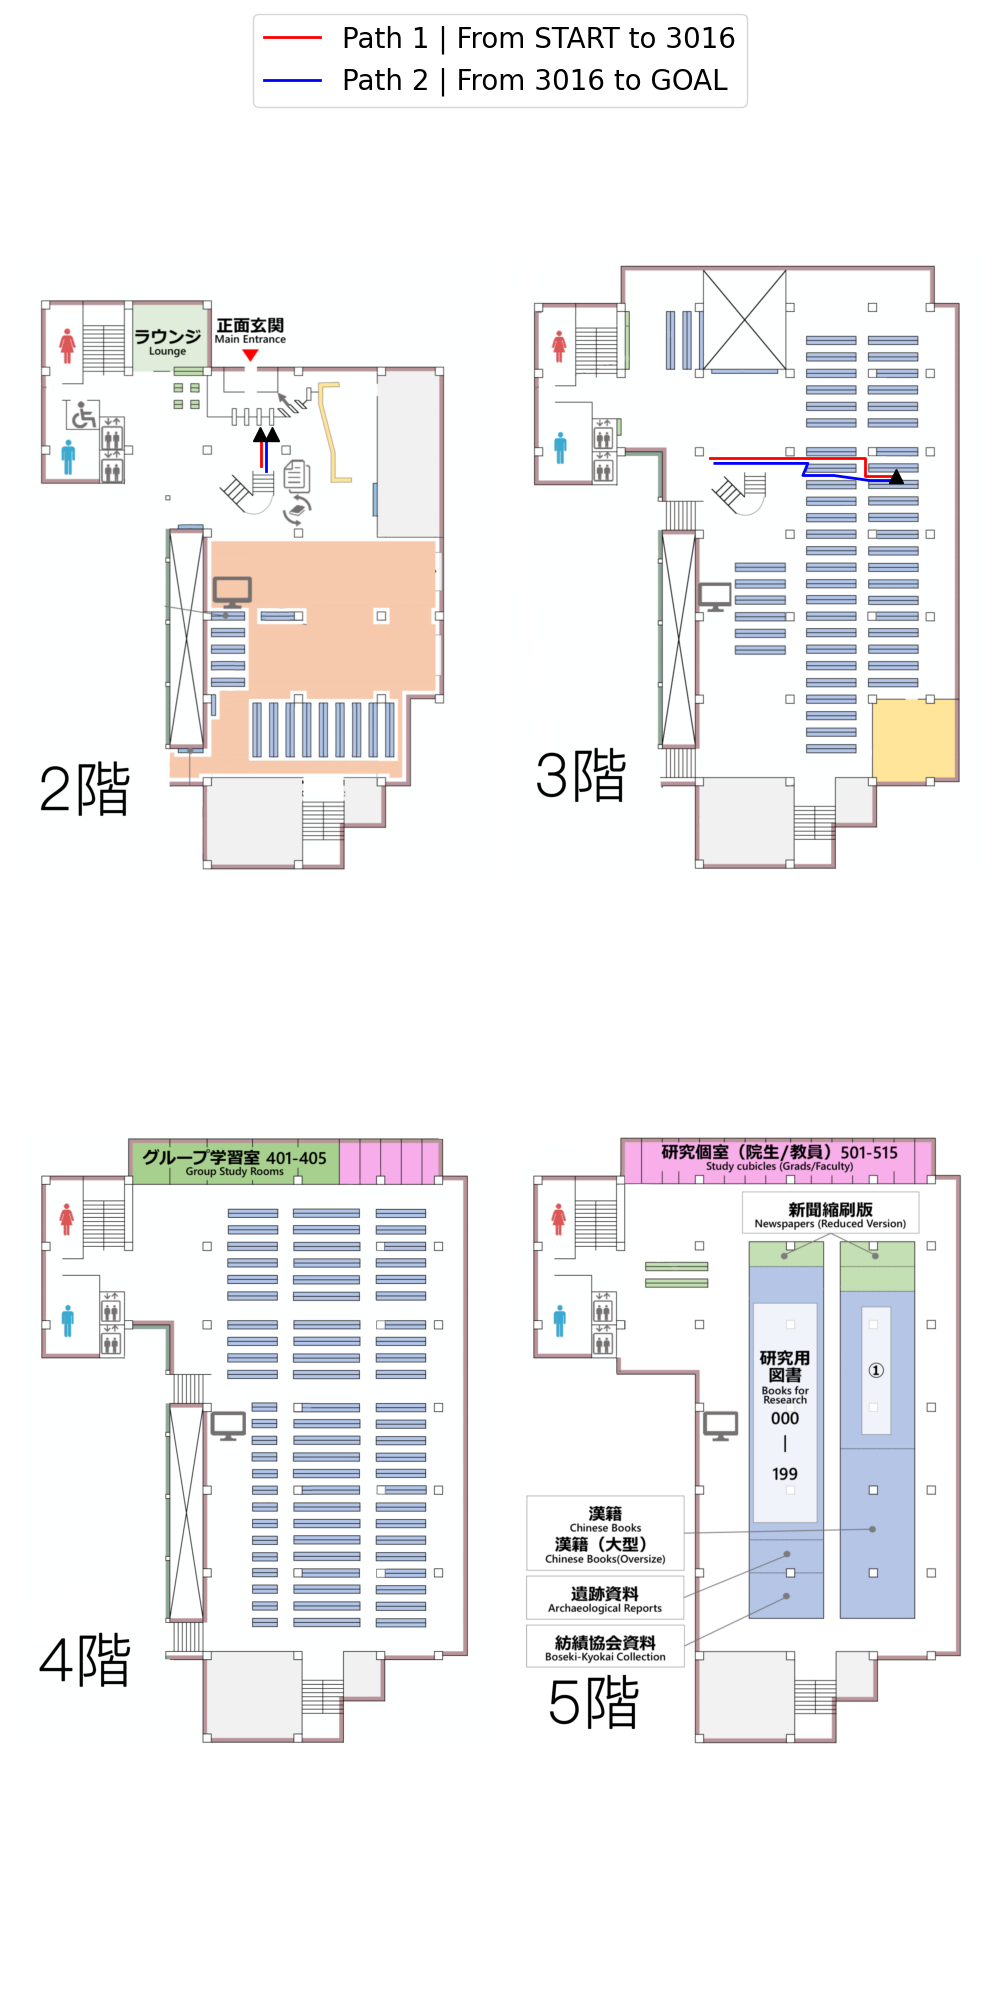 Path 1 | From START to 3016
Path 2 | From 3016 to GOAL
ラウンジ
Lounge
正面玄関
Main Entrance
2階
3階
グループ学習室 401-405
Group Study Rooms
4階
研究個室（院生/教員）501-515
Study cubicles (Grads/Faculty)
新聞縮刷版
Newspapers (Reduced Version)
研究用
図書
Books for
Research
000
|
199
①
漢籍
Chinese Books
漢籍（大型）
Chinese Books(Oversize)
遺跡資料
Archaeological Reports
紡績協会資料
Boseki-Kyokai Collection
5階